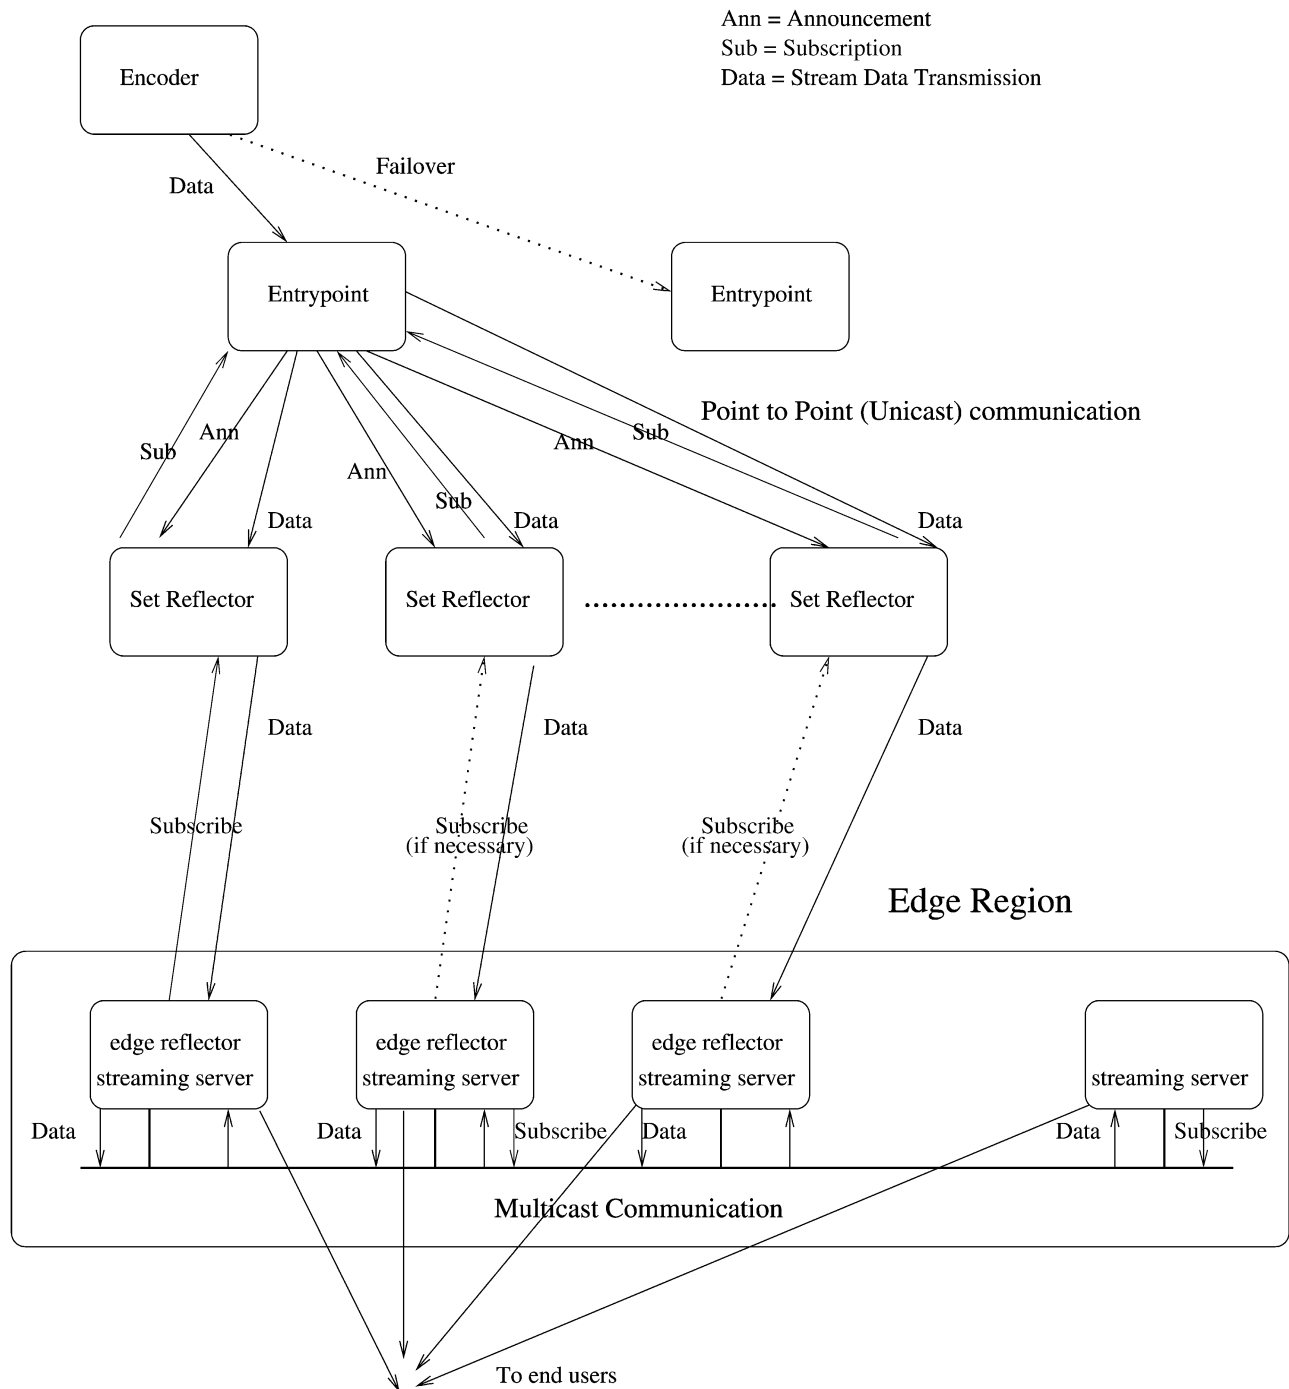 Ann = Announcement
Sub = Subscription
Data = Stream Data Transmission
Encoder
Failover
Data
Entrypoint
Entrypoint
Point to Point (Unicast) communication
Sub
Ann
Ann
Sub
Ann
Sub
Data
Data
Data
Set Reflector
Set Reflector
Set Reflector
Data
Data
Data
Subscribe
Subscribe
(if necessary)
Subscribe
(if necessary)
Edge Region
edge reflector
streaming server
edge reflector
streaming server
edge reflector
streaming server
streaming server
Data
Data
Subscribe
Data
Data
Subscribe
Multicast Communication
To end users